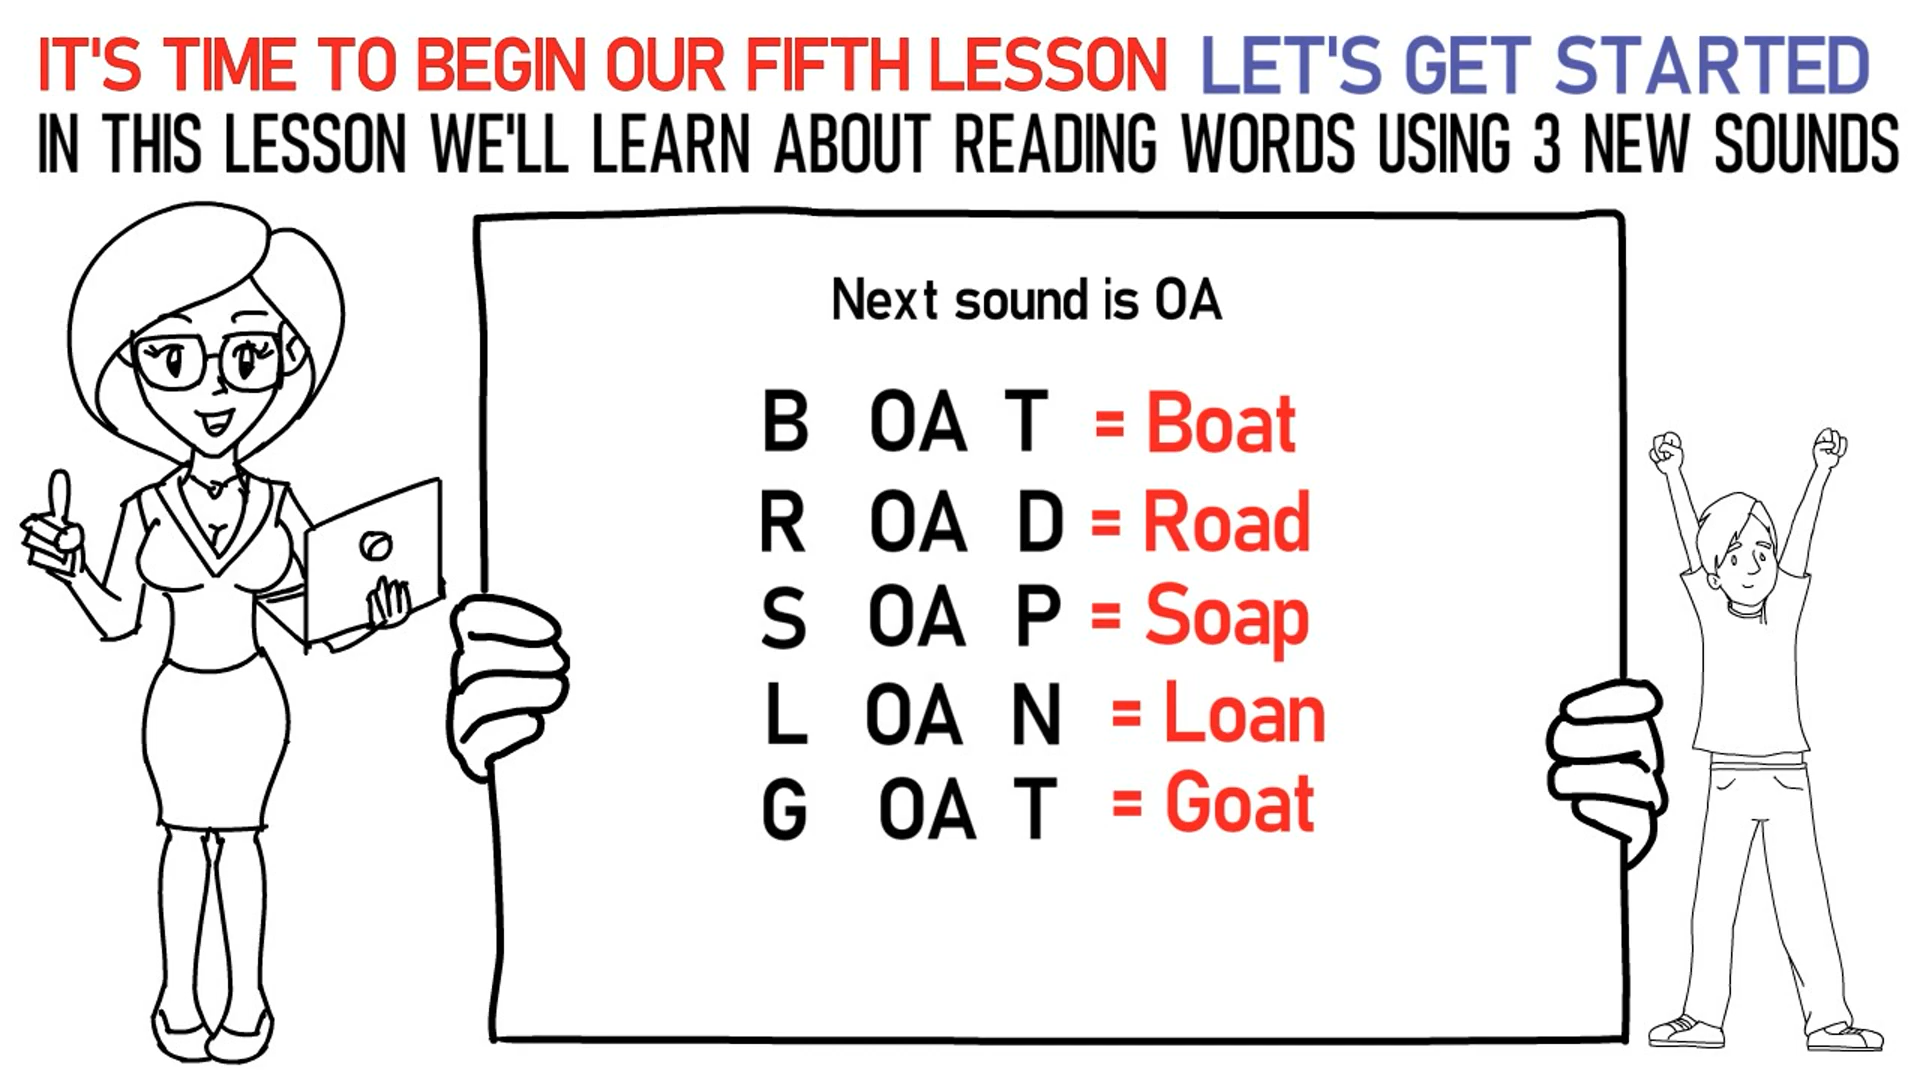 IT'S TIME TO BEGIN OUR FIFTH LESSON LET'S GET STARTED
IN THIS LESSON WE'LL LEARN ABOUT READING WORDS USING 3 NEW SOUNDS
Next sound is OA
B OA T = Boat
R OA D = Road
S OA P = Soap
L OA N = Loan
G OA T = Goat